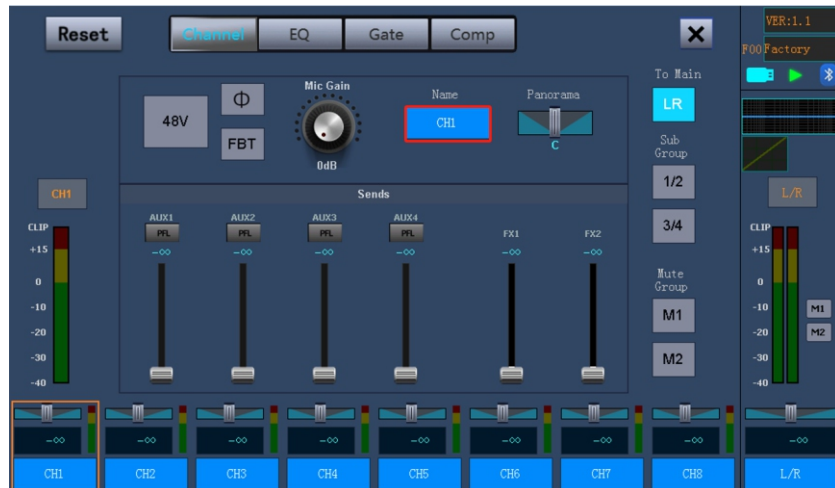 Reset
Channel EQ Gate Comp
VER:1.1
F00 Factory
To Main
LR
Sub
Group
1/2
3/4
Mute
Group
M1
M2
48V
Φ
FBT
Mic Gain
0dB
Name
CH1
Panorama
C
Sends
AUX1 AUX2 AUX3 AUX4
PFL PFL PFL PFL FX1 FX2
-∞ -∞ -∞ -∞ -∞ -∞
CH1
CLIP
+15
0
-10
-20
-30
-40
L/R
CLIP
+15
0
-10 M1
-20 M2
-30
-40
-∞ -∞ -∞ -∞ -∞ -∞ -∞ -∞ -∞
CH1 CH2 CH3 CH4 CH5 CH6 CH7 CH8 L/R